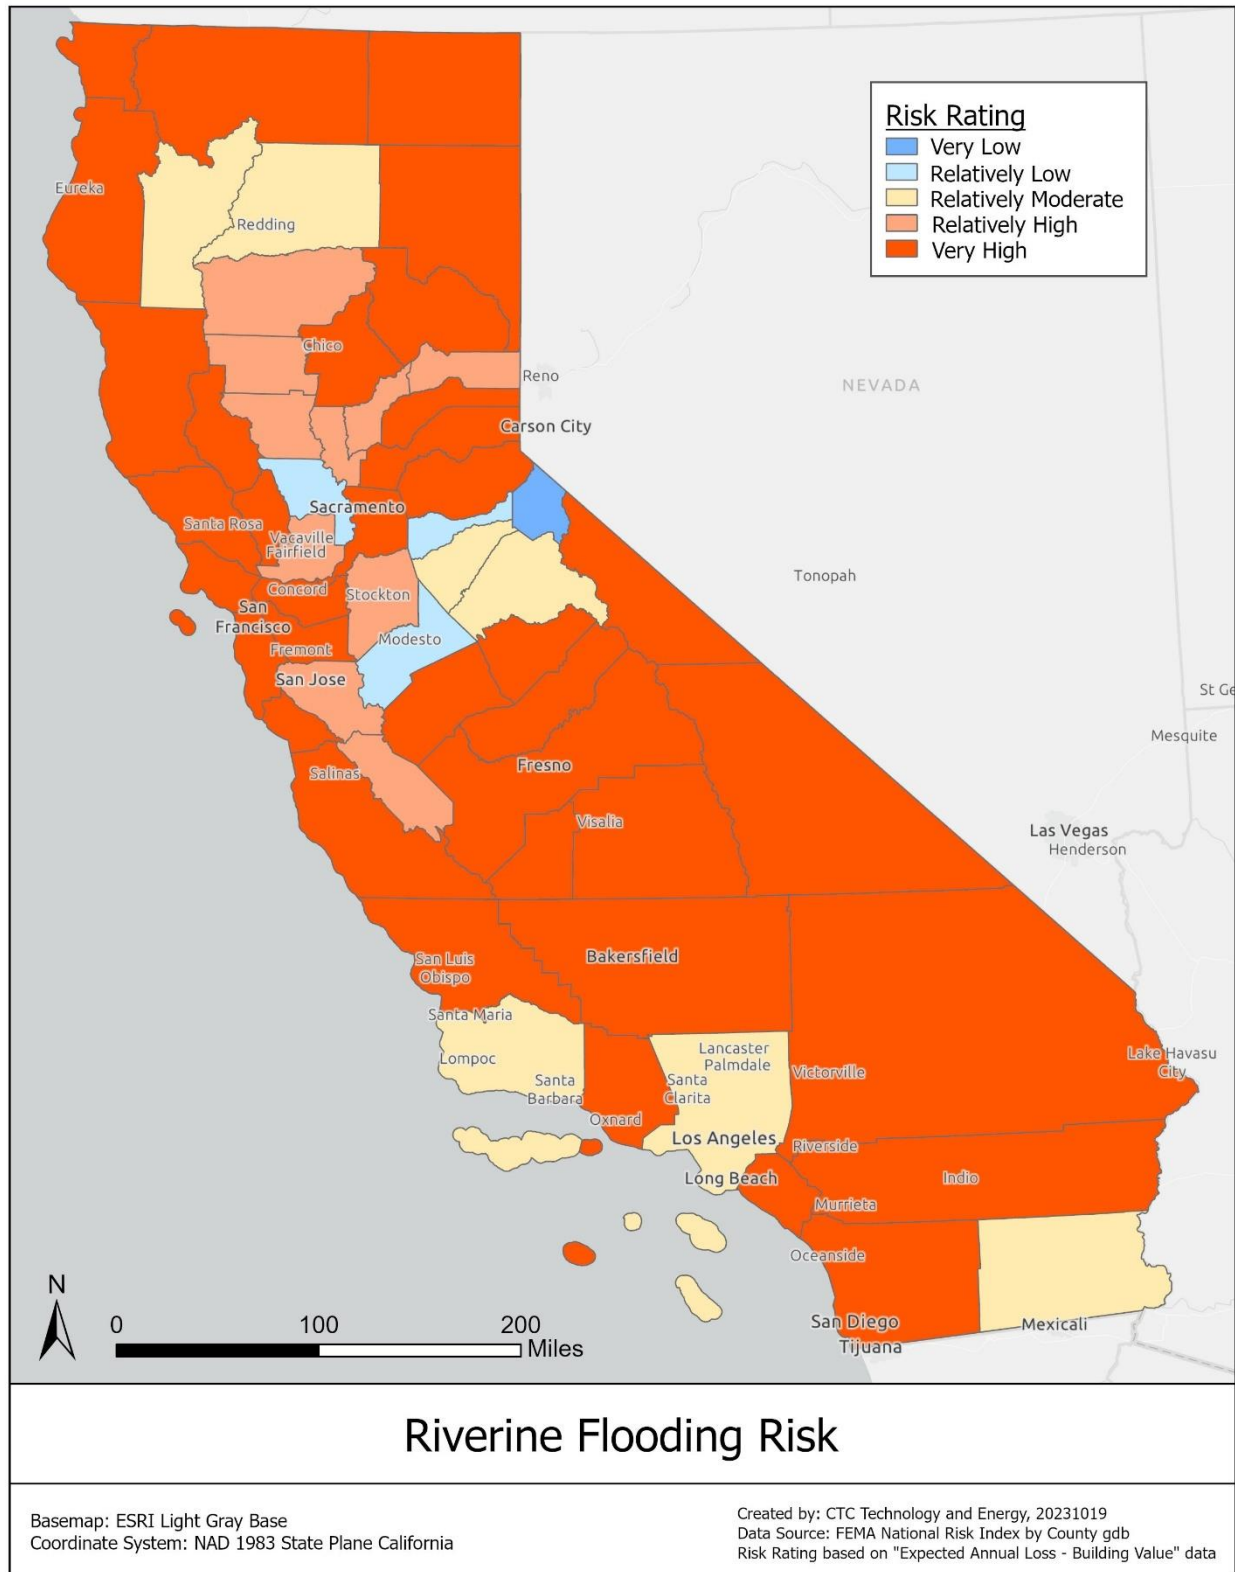 Risk Rating
Very Low
Relatively Low
Relatively Moderate
Relatively High
Very High
Eureka
Redding
Chico
Reno
NEVADA
Carson City
Sacramento
Santa Rosa
Vacaville
Fairfield
Tonopah
Concord
Stockton
San
Francisco
Modesto
Fremont
San Jose
St Ge
Mesquite
Salinas
Fresno
Visalia
Las Vegas
Henderson
San Luis
Obispo
Bakersfield
Santa Maria
Lompoc
Lancaster
Palmdale
Victorville
Lake Havasu
City
Santa
Barbara
Santa
Clarita
Oxnard
Los Angeles
Riverside
Long Beach
Indio
Murrieta
Oceanside
San Diego
Tijuana
Mexicali
N
0 100 200
Miles
Riverine Flooding Risk
Basemap: ESRI Light Gray Base
Coordinate System: NAD 1983 State Plane California
Created by: CTC Technology and Energy, 20231019
Data Source: FEMA National Risk Index by County gdb
Risk Rating based on "Expected Annual Loss - Building Value" data